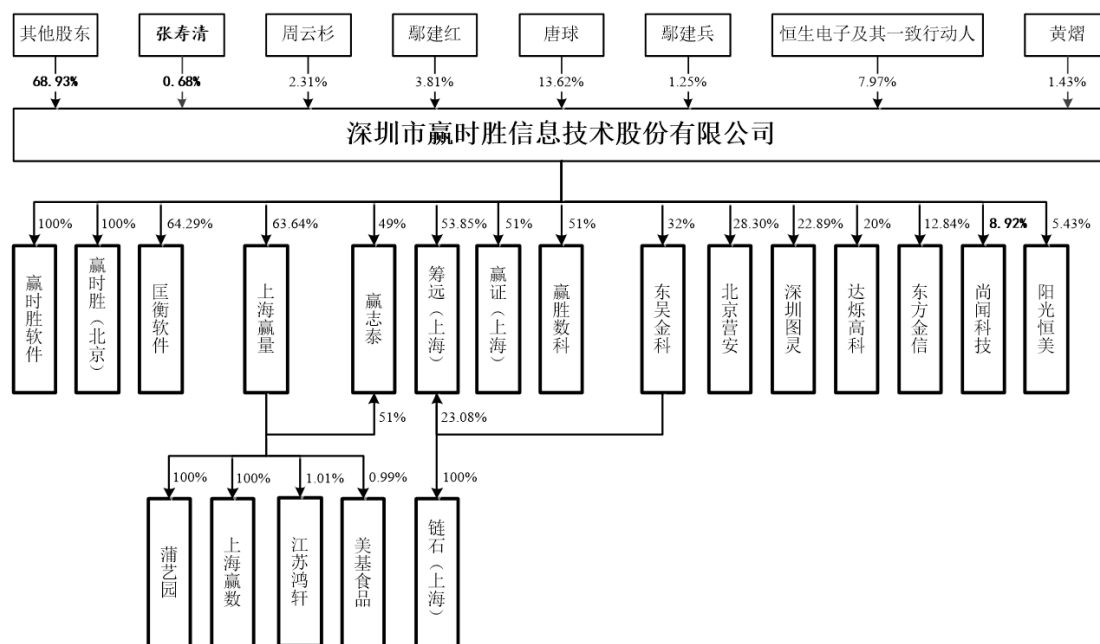 其他股东
张寿清
周云杉
鄢建红
唐球
鄢建兵
恒生电子及其一致行动人
黄熠
68.93%
0.68%
2.31%
3.81%
13.62%
1.25%
7.97%
1.43%
深圳市赢时胜信息技术股份有限公司
100%
100%
64.29%
63.64%
49%
53.85%
51%
51%
32%
28.30%
22.89%
20%
12.84%
8.92%
5.43%
赢时胜软件
赢时胜（北京）
匡衡软件
上海赢量
赢志泰
筹远（上海）
赢证（上海）
赢胜数科
东吴金科
北京营安
深圳图灵
达烁高科
东方金信
尚闻科技
阳光恒美
51%
23.08%
100%
100%
1.01%
0.99%
100%
蒲艺园
上海赢数
江苏鸿轩
美基食品
链石（上海）